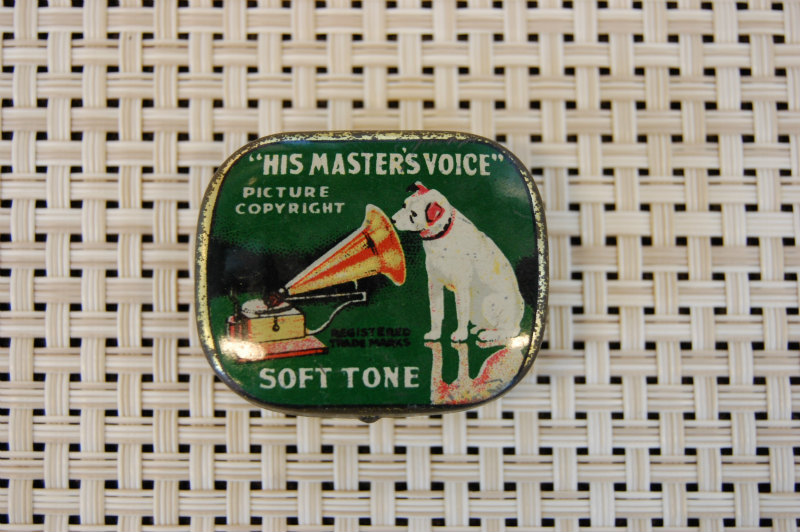 "HIS MASTER'S VOICE"
PICTURE
COPYRIGHT
REGISTERED
TRADE MARKS
SOFT TONE